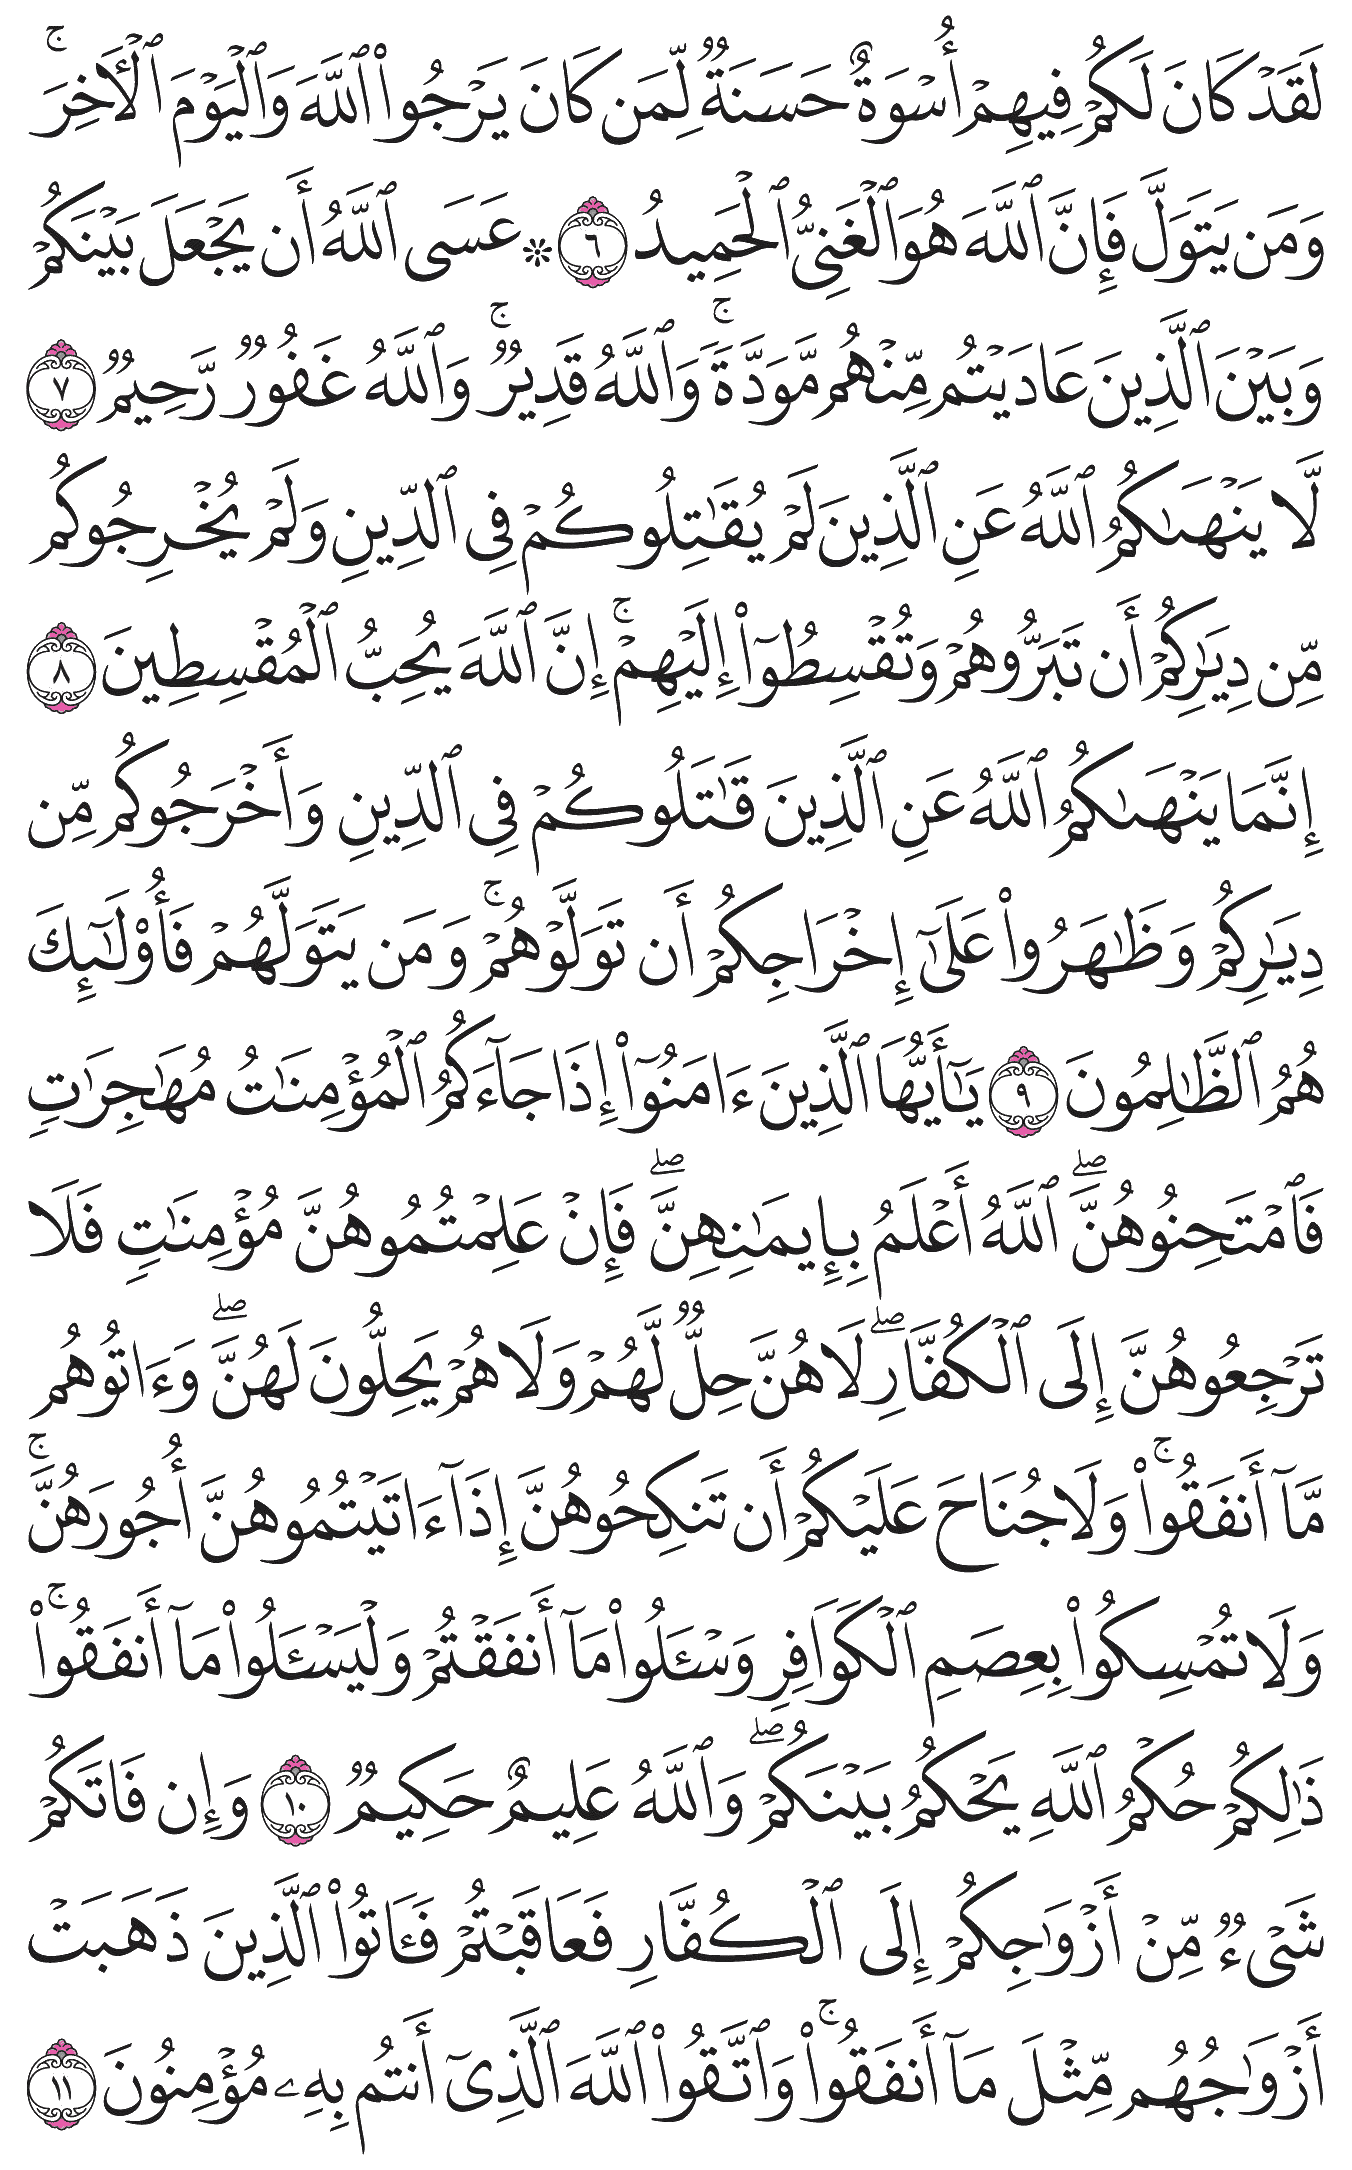 لَقَدۡ كَانَ لَكُمۡ فِيهِمۡ أُسۡوَةٌ حَسَنَةٞ لِّمَن كَانَ يَرۡجُواْ ٱللَّهَ وَٱلۡيَوۡمَ ٱلۡأٓخِرَۚ
وَمَن يَتَوَلَّ فَإِنَّ ٱللَّهَ هُوَ ٱلۡغَنِيُّ ٱلۡحَمِيدُ ٦ ۞ عَسَى ٱللَّهُ أَن يَجۡعَلَ بَيۡنَكُمۡ
وَبَيۡنَ ٱلَّذِينَ عَادَيۡتُم مِّنۡهُم مَّوَدَّةٗۚ وَٱللَّهُ قَدِيرٞۚ وَٱللَّهُ غَفُورٞ رَّحِيمٞ ٧
لَّا يَنۡهَىٰكُمُ ٱللَّهُ عَنِ ٱلَّذِينَ لَمۡ يُقَٰتِلُوكُمۡ فِي ٱلدِّينِ وَلَمۡ يُخۡرِجُوكُم
مِّن دِيَٰرِكُمۡ أَن تَبَرُّوهُمۡ وَتُقۡسِطُوٓاْ إِلَيۡهِمۡۚ إِنَّ ٱللَّهَ يُحِبُّ ٱلۡمُقۡسِطِينَ ٨
إِنَّمَا يَنۡهَىٰكُمُ ٱللَّهُ عَنِ ٱلَّذِينَ قَٰتَلُوكُمۡ فِي ٱلدِّينِ وَأَخۡرَجُوكُم مِّن
دِيَٰرِكُمۡ وَظَٰهَرُواْ عَلَىٰٓ إِخۡرَاجِكُمۡ أَن تَوَلَّوۡهُمۡۚ وَمَن يَتَوَلَّهُمۡ فَأُوْلَٰٓئِكَ
هُمُ ٱلظَّٰلِمُونَ ٩ يَٰٓأَيُّهَا ٱلَّذِينَ ءَامَنُوٓاْ إِذَا جَآءَكُمُ ٱلۡمُؤۡمِنَٰتُ مُهَٰجِرَٰتٖ
فَٱمۡتَحِنُوهُنَّۖ ٱللَّهُ أَعۡلَمُ بِإِيمَٰنِهِنَّۖ فَإِنۡ عَلِمۡتُمُوهُنَّ مُؤۡمِنَٰتٖ فَلَا
تَرۡجِعُوهُنَّ إِلَى ٱلۡكُفَّارِۖ لَا هُنَّ حِلّٞ لَّهُمۡ وَلَا هُمۡ يَحِلُّونَ لَهُنَّۖ وَءَاتُوهُم
مَّآ أَنفَقُواْۚ وَلَا جُنَاحَ عَلَيۡكُمۡ أَن تَنكِحُوهُنَّ إِذَآ ءَاتَيۡتُمُوهُنَّ أُجُورَهُنَّۚ
وَلَا تُمۡسِكُواْ بِعِصَمِ ٱلۡكَوَافِرِ وَسۡـَٔلُواْ مَآ أَنفَقۡتُمۡ وَلۡيَسۡـَٔلُواْ مَآ أَنفَقُواْۚ
ذَٰلِكُمۡ حُكۡمُ ٱللَّهِ يَحۡكُمُ بَيۡنَكُمۡۖ وَٱللَّهُ عَلِيمٌ حَكِيمٞ ١٠ وَإِن فَاتَكُمۡ
شَيۡءٞ مِّنۡ أَزۡوَٰجِكُمۡ إِلَى ٱلۡكُفَّارِ فَعَاقَبۡتُمۡ فَـَٔاتُواْ ٱلَّذِينَ ذَهَبَتۡ
أَزۡوَٰجُهُم مِّثۡلَ مَآ أَنفَقُواْۚ وَٱتَّقُواْ ٱللَّهَ ٱلَّذِيٓ أَنتُم بِهِۦ مُؤۡمِنُونَ ١١